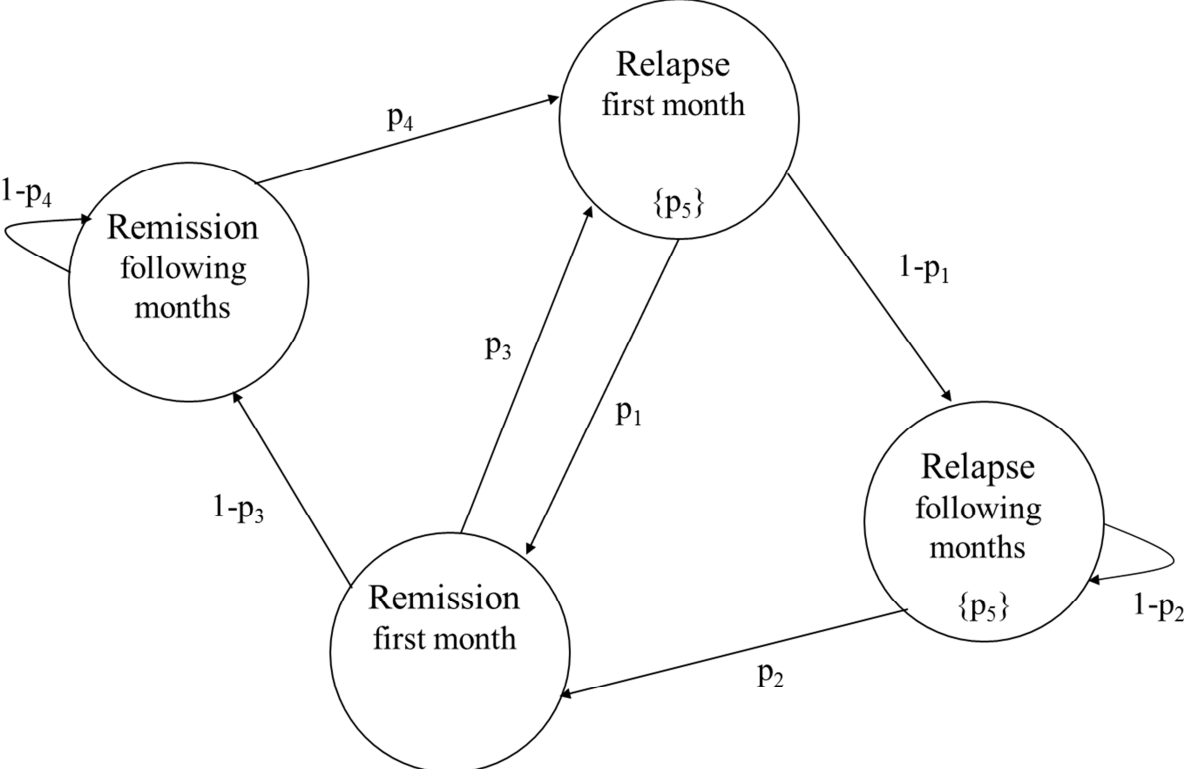 Relapse
first month
{p₅}
p₄
1-p₄
Remission
following
months
1-p₁
p₃
p₁
Relapse
following
months
{p₅}
1-p₂
1-p₃
Remission
first month
p₂